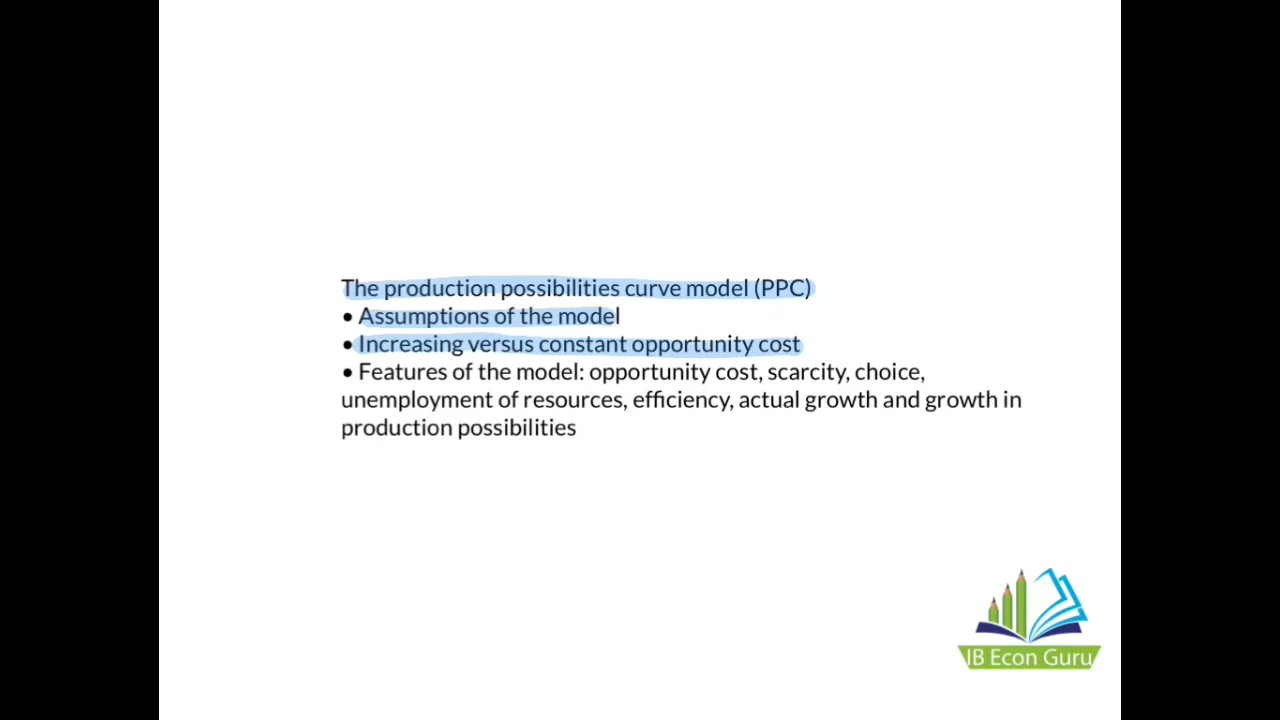 The production possibilities curve model (PPC)
• Assumptions of the model
• Increasing versus constant opportunity cost
• Features of the model: opportunity cost, scarcity, choice,
unemployment of resources, efficiency, actual growth and growth in
production possibilities
IB Econ Guru